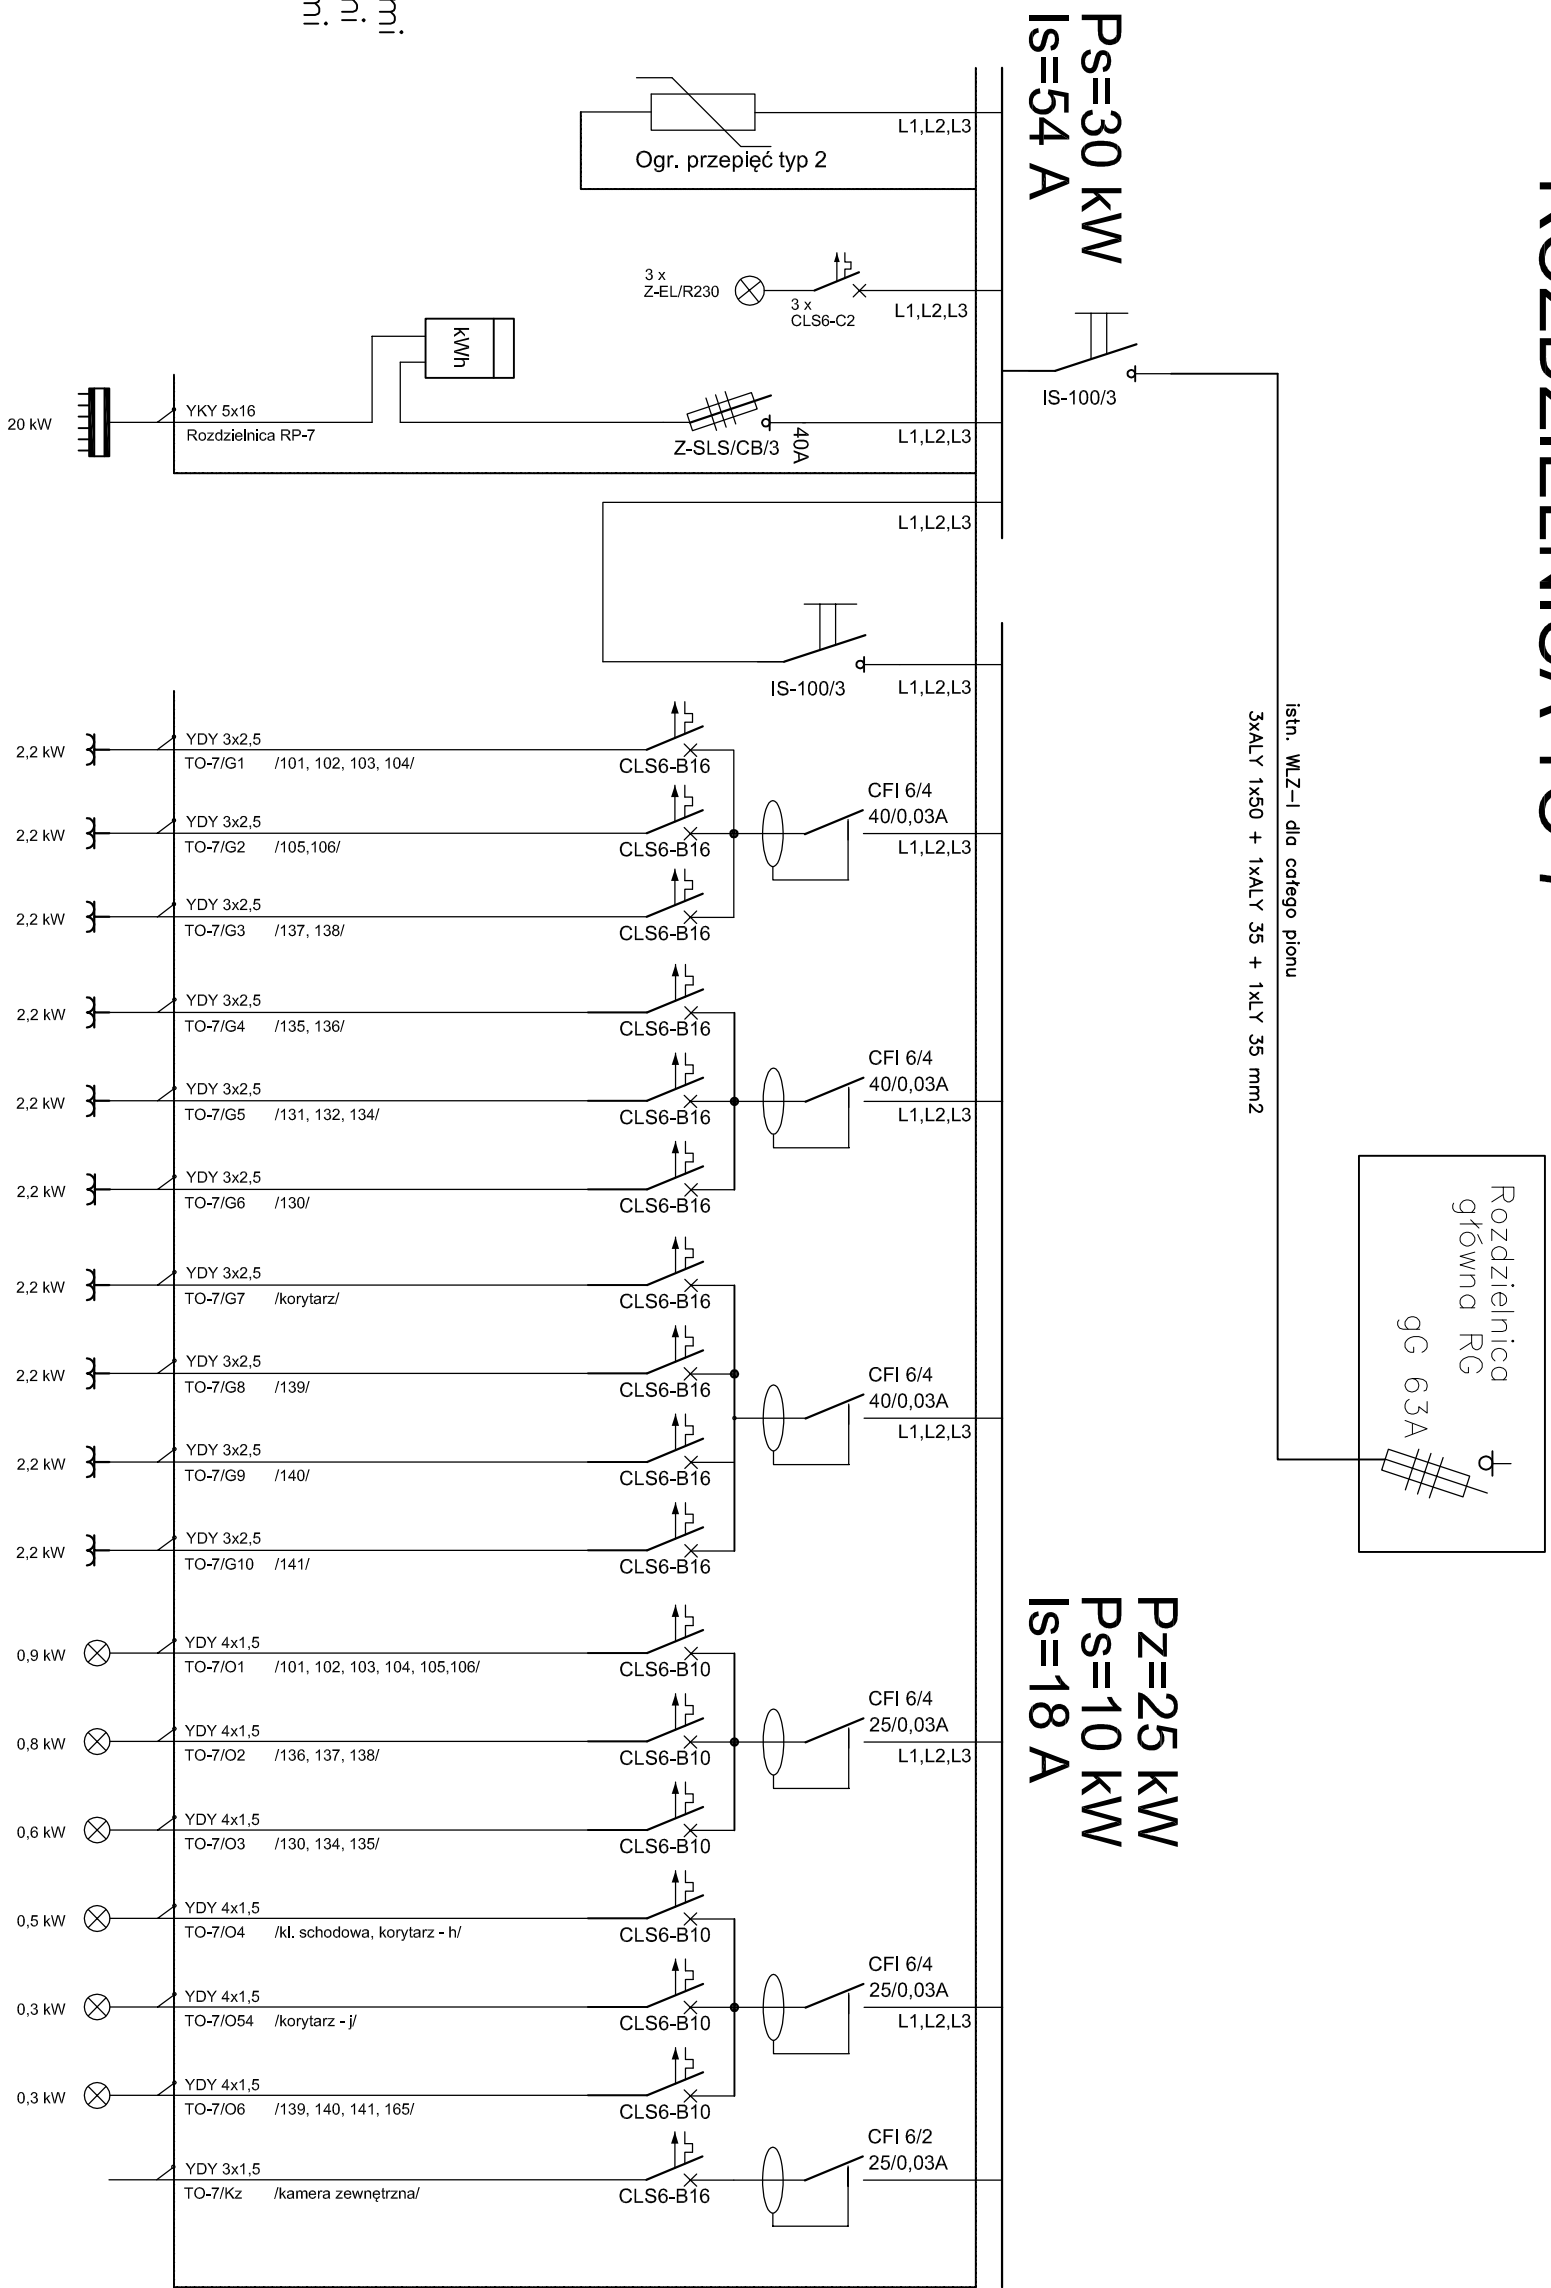 Ps=30 kW
Is=54 A
L1,L2,L3
Ogr. przepięć typ 2
3 x
Z-EL/R230
3 x
CLS6-C2
L1,L2,L3
IS-100/3
kWh
20 kW
YKY 5x16
Rozdzielnica RP-7
Z-SLS/CB/3
40A
L1,L2,L3
L1,L2,L3
IS-100/3
L1,L2,L3
istn. WLZ-I dla całego pionu
3xALY 1x50 + 1xALY 35 + 1xLY 35 mm2
Rozdzielnica
główna RG
gG 63A
2,2 kW
YDY 3x2,5
TO-7/G1 /101, 102, 103, 104/
CLS6-B16
CFI 6/4
40/0,03A
L1,L2,L3
2,2 kW
YDY 3x2,5
TO-7/G2 /105,106/
CLS6-B16
2,2 kW
YDY 3x2,5
TO-7/G3 /137, 138/
CLS6-B16
2,2 kW
YDY 3x2,5
TO-7/G4 /135, 136/
CLS6-B16
CFI 6/4
40/0,03A
L1,L2,L3
2,2 kW
YDY 3x2,5
TO-7/G5 /131, 132, 134/
CLS6-B16
2,2 kW
YDY 3x2,5
TO-7/G6 /130/
CLS6-B16
2,2 kW
YDY 3x2,5
TO-7/G7 /korytarz/
CLS6-B16
2,2 kW
YDY 3x2,5
TO-7/G8 /139/
CLS6-B16
CFI 6/4
40/0,03A
L1,L2,L3
2,2 kW
YDY 3x2,5
TO-7/G9 /140/
CLS6-B16
2,2 kW
YDY 3x2,5
TO-7/G10 /141/
CLS6-B16
Pz=25 kW
Ps=10 kW
Is=18 A
0,9 kW
YDY 4x1,5
TO-7/O1 /101, 102, 103, 104, 105,106/
CLS6-B10
CFI 6/4
25/0,03A
L1,L2,L3
0,8 kW
YDY 4x1,5
TO-7/O2 /136, 137, 138/
CLS6-B10
0,6 kW
YDY 4x1,5
TO-7/O3 /130, 134, 135/
CLS6-B10
0,5 kW
YDY 4x1,5
TO-7/O4 /kl. schodowa, korytarz - h/
CLS6-B10
CFI 6/4
25/0,03A
L1,L2,L3
0,3 kW
YDY 4x1,5
TO-7/O54 /korytarz - j/
CLS6-B10
0,3 kW
YDY 4x1,5
TO-7/O6 /139, 140, 141, 165/
CLS6-B10
CFI 6/2
25/0,03A
YDY 3x1,5
TO-7/Kz /kamera zewnętrzna/
CLS6-B16